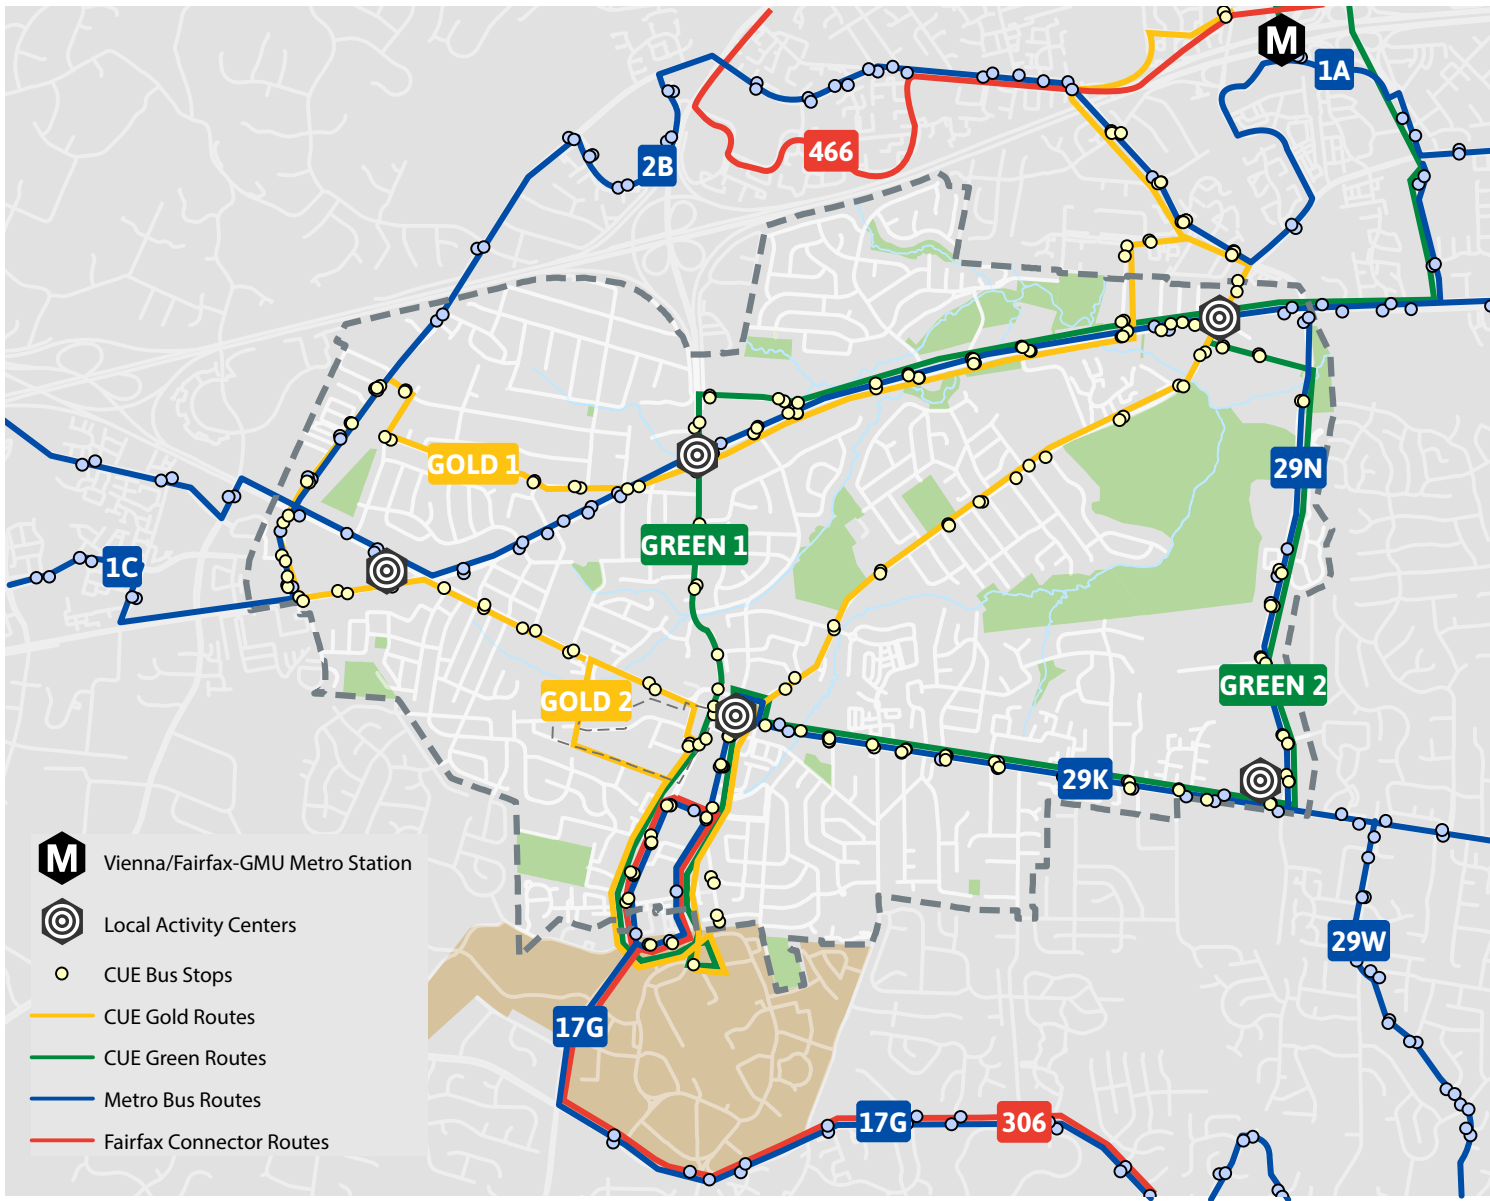 M
1A
466
2B
GOLD 1
29N
GREEN 1
1C
GREEN 2
GOLD 2
29K
M Vienna/Fairfax-GMU Metro Station
Local Activity Centers
CUE Bus Stops
CUE Gold Routes
CUE Green Routes
Metro Bus Routes
Fairfax Connector Routes
29W
17G
17G
306